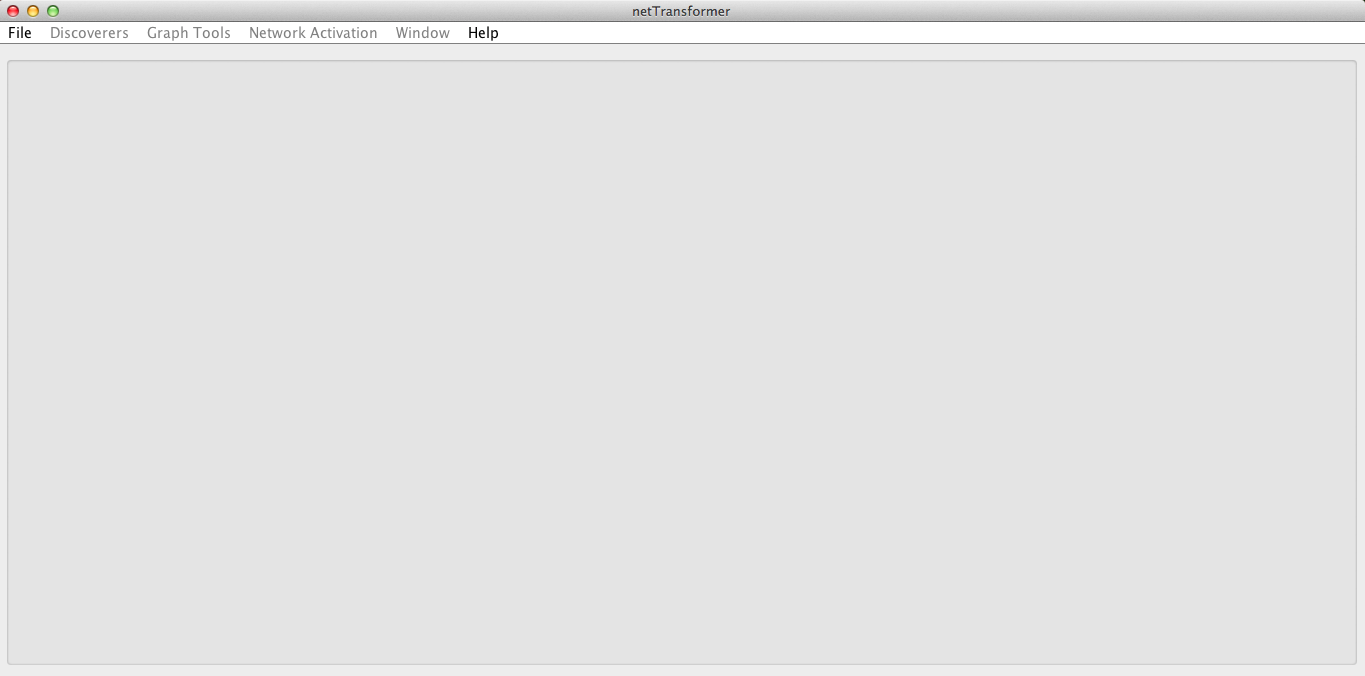 netTransformer
File Discoverers Graph Tools Network Activation Window Help